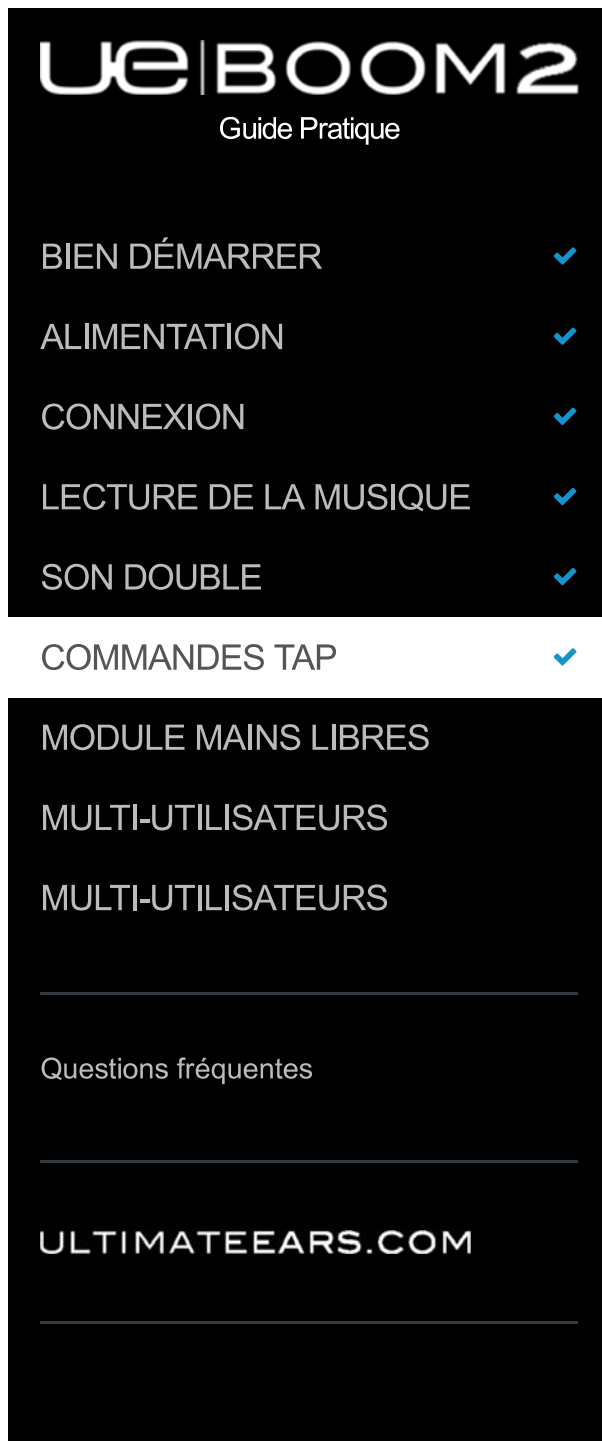 UE BOOM2
Guide Pratique
BIEN DÉMARRER
ALIMENTATION
CONNEXION
LECTURE DE LA MUSIQUE
SON DOUBLE
COMMANDES TAP
MODULE MAINS LIBRES
MULTI-UTILISATEURS
MULTI-UTILISATEURS
Questions fréquentes
ULTIMATEEARS.COM